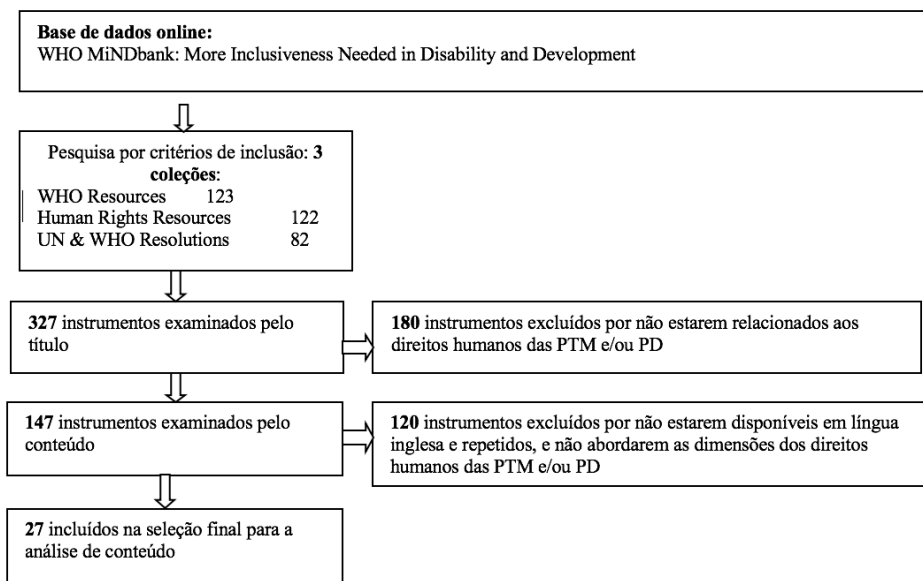 Base de dados online:
WHO MiNDbank: More Inclusiveness Needed in Disability and Development
Pesquisa por critérios de inclusão: 3
coleções:
WHO Resources 123
Human Rights Resources 122
UN & WHO Resolutions 82
327 instrumentos examinados pelo
título
180 instrumentos excluídos por não estarem relacionados aos
direitos humanos das PTM e/ou PD
147 instrumentos examinados pelo
conteúdo
120 instrumentos excluídos por não estarem disponíveis em língua
inglesa e repetidos, e não abordarem as dimensões dos direitos
humanos das PTM e/ou PD
27 incluídos na seleção final para a
análise de conteúdo